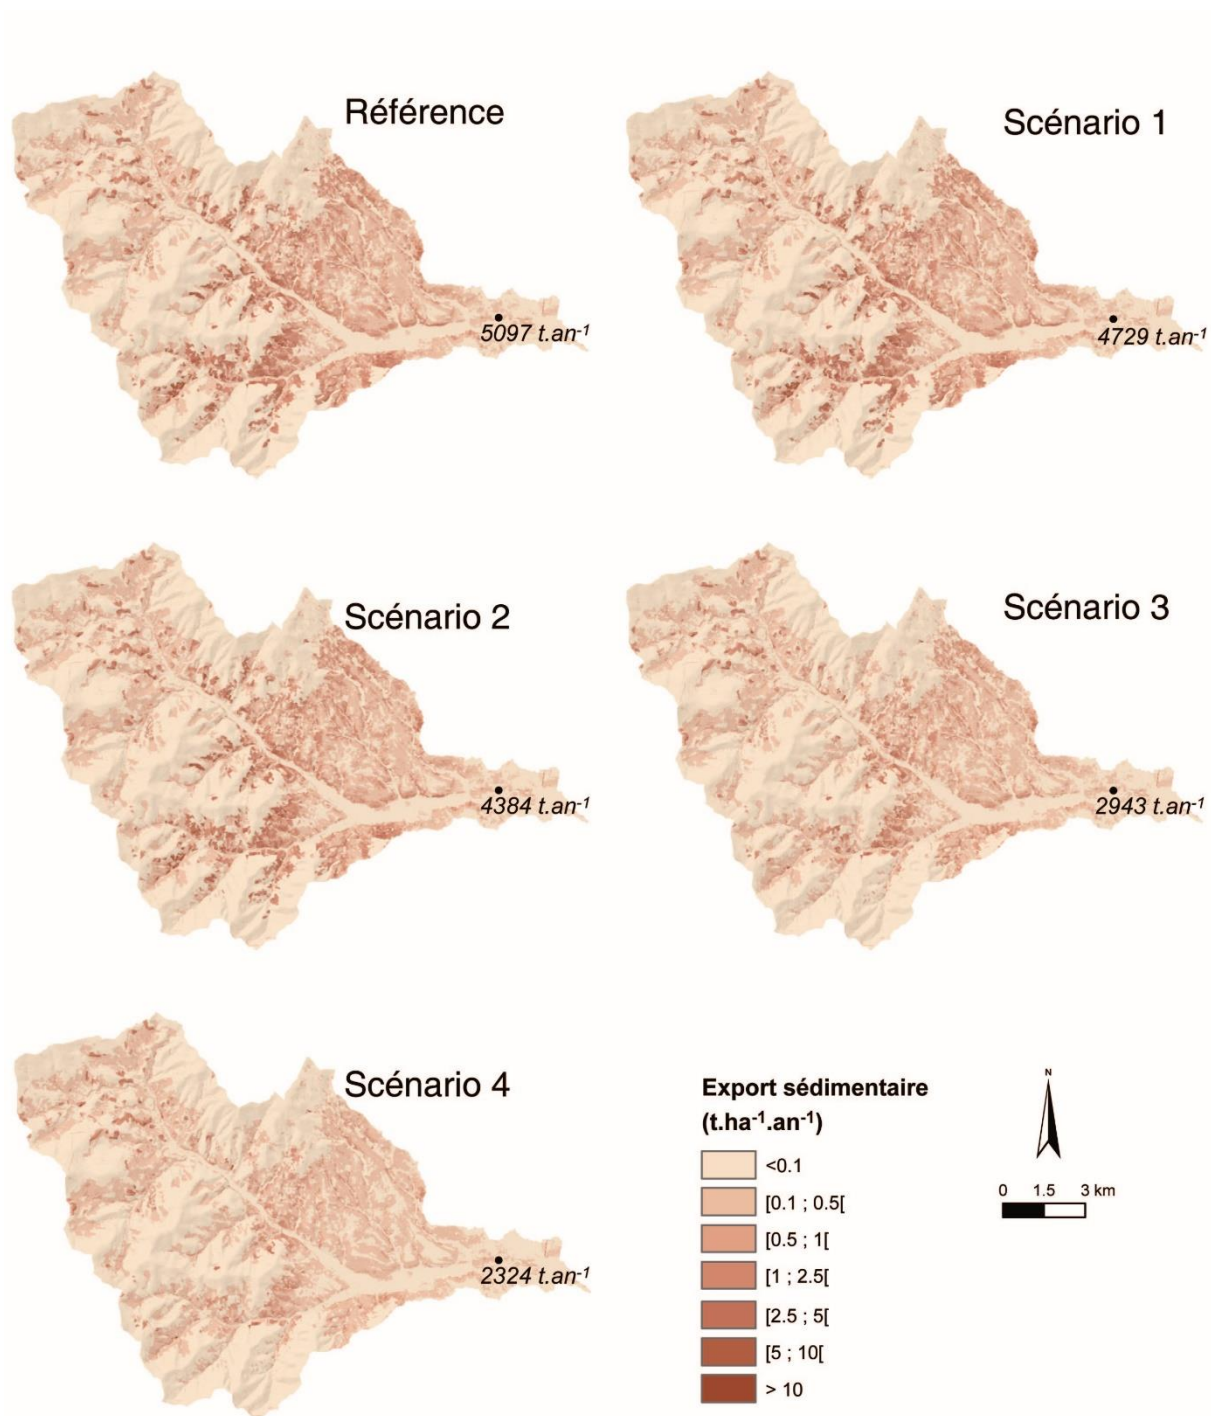 Référence
Scénario 1
5097 t.an⁻¹
4729 t.an⁻¹
Scénario 2
Scénario 3
4384 t.an⁻¹
2943 t.an⁻¹
Scénario 4
2324 t.an⁻¹
Export sédimentaire
(t.ha⁻¹.an⁻¹)
<0.1
[0.1 ; 0.5[
[0.5 ; 1[
[1 ; 2.5[
[2.5 ; 5[
[5 ; 10[
> 10
N
0 1.5 3 km